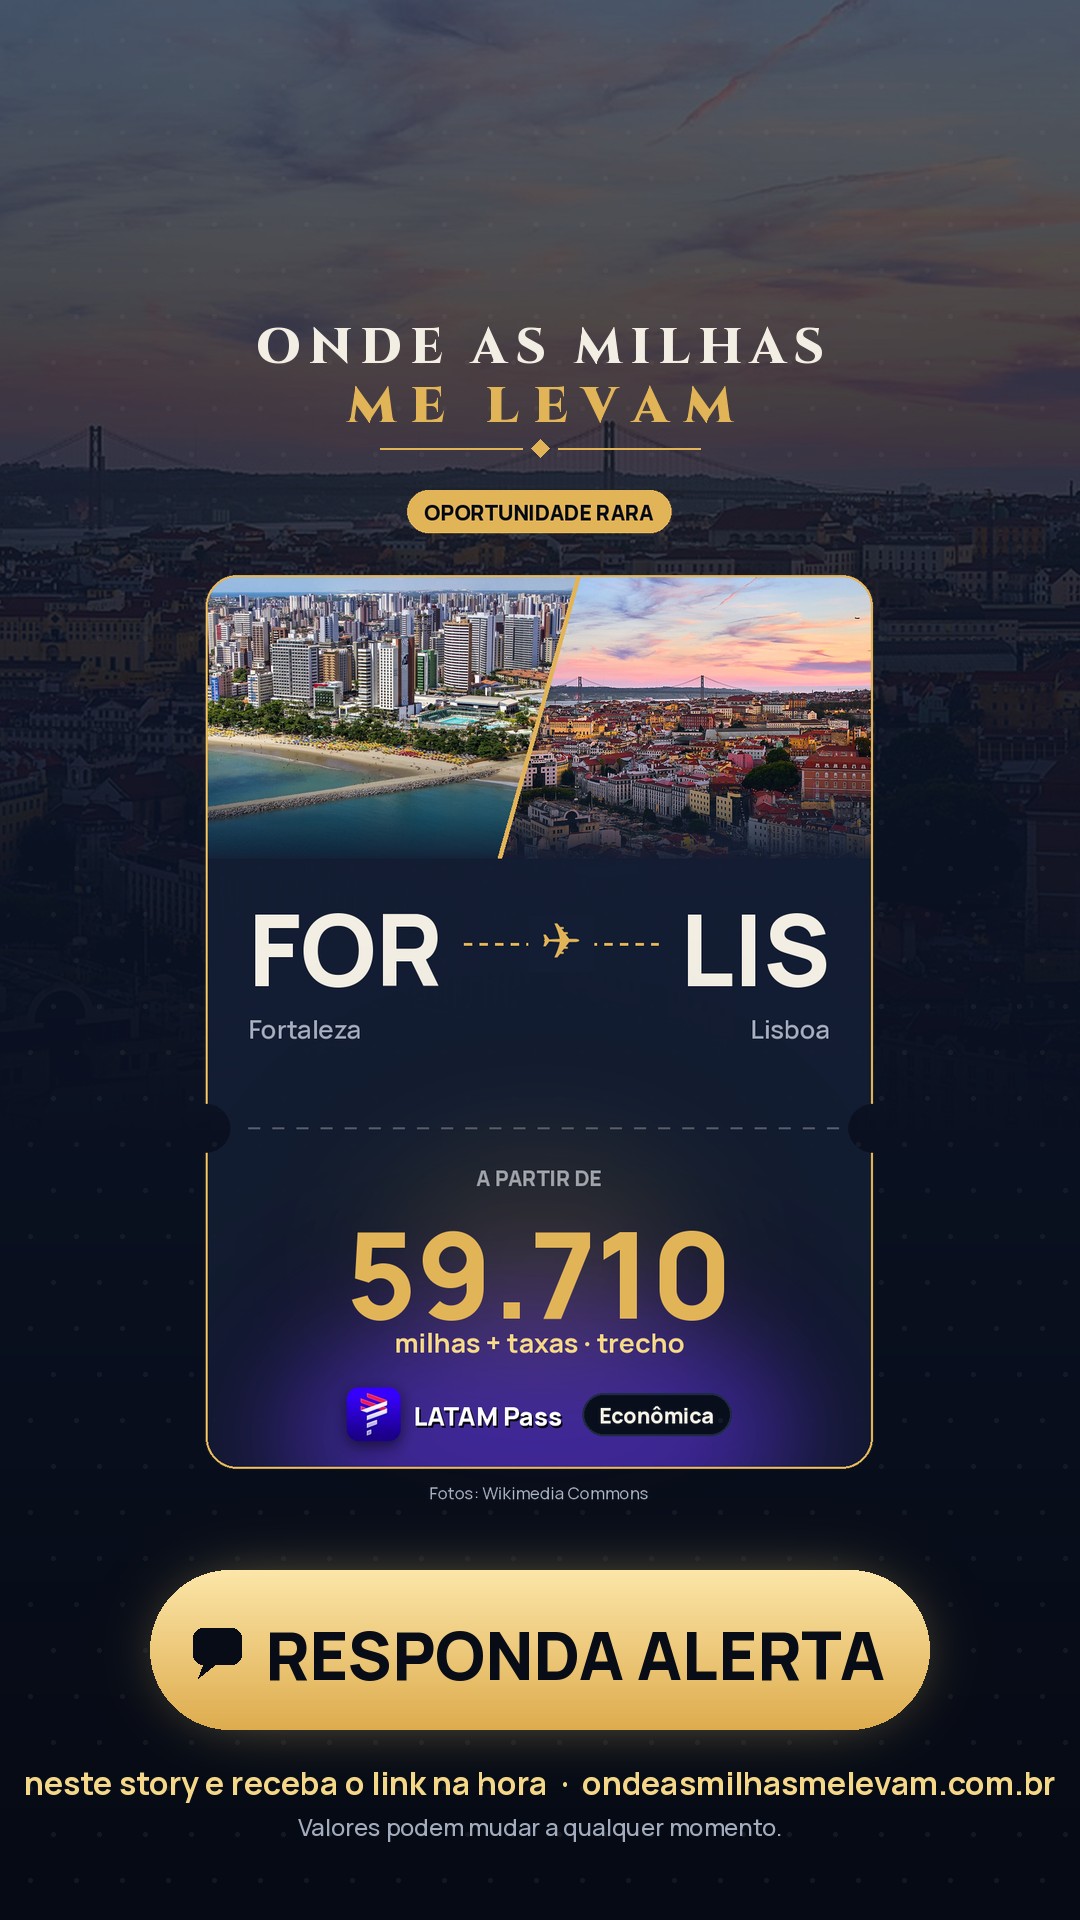 ONDE AS MILHAS
ME LEVAM
OPORTUNIDADE RARA
FOR LIS
Fortaleza Lisboa
A PARTIR DE
59.710
milhas + taxas · trecho
LATAM Pass Econômica
Fotos: Wikimedia Commons
RESPONDA ALERTA
neste story e receba o link na hora · ondeasmilhasmelevam.com.br
Valores podem mudar a qualquer momento.